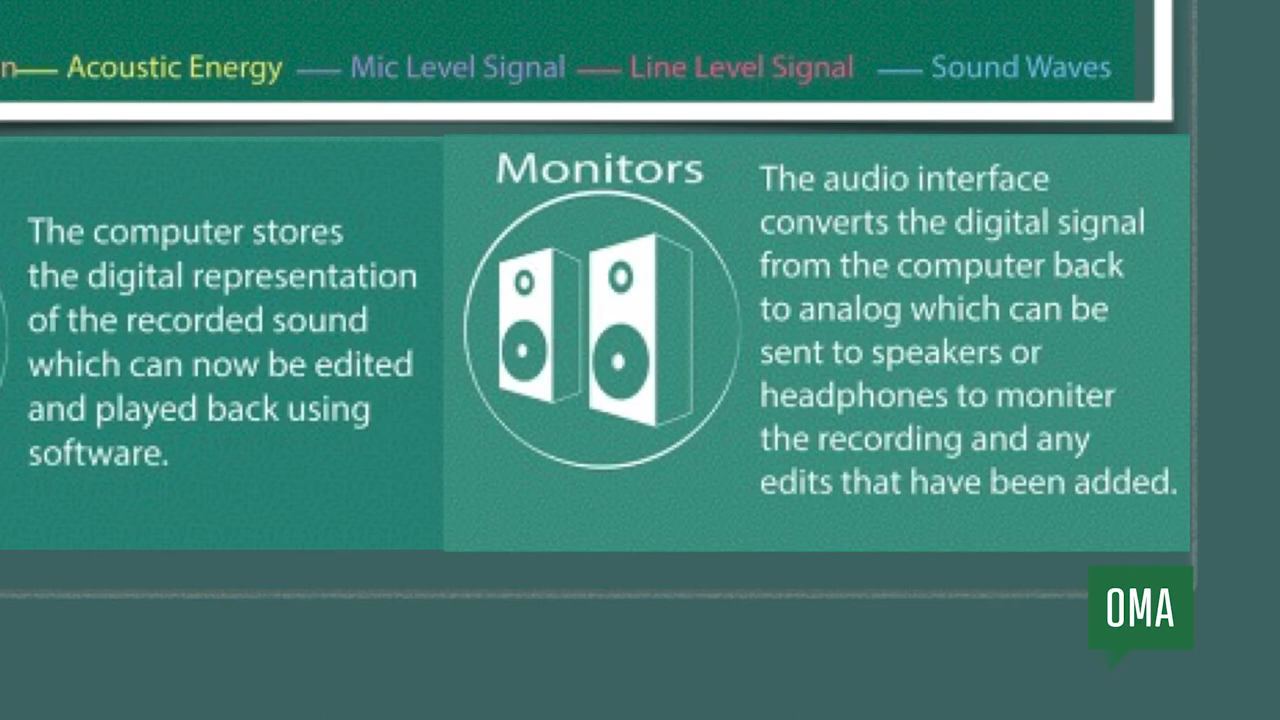 Acoustic Energy Mic Level Signal Line Level Signal Sound Waves
The computer stores
the digital representation
of the recorded sound
which can now be edited
and played back using
software.
Monitors
The audio interface
converts the digital signal
from the computer back
to analog which can be
sent to speakers or
headphones to moniter
the recording and any
edits that have been added.
OMA